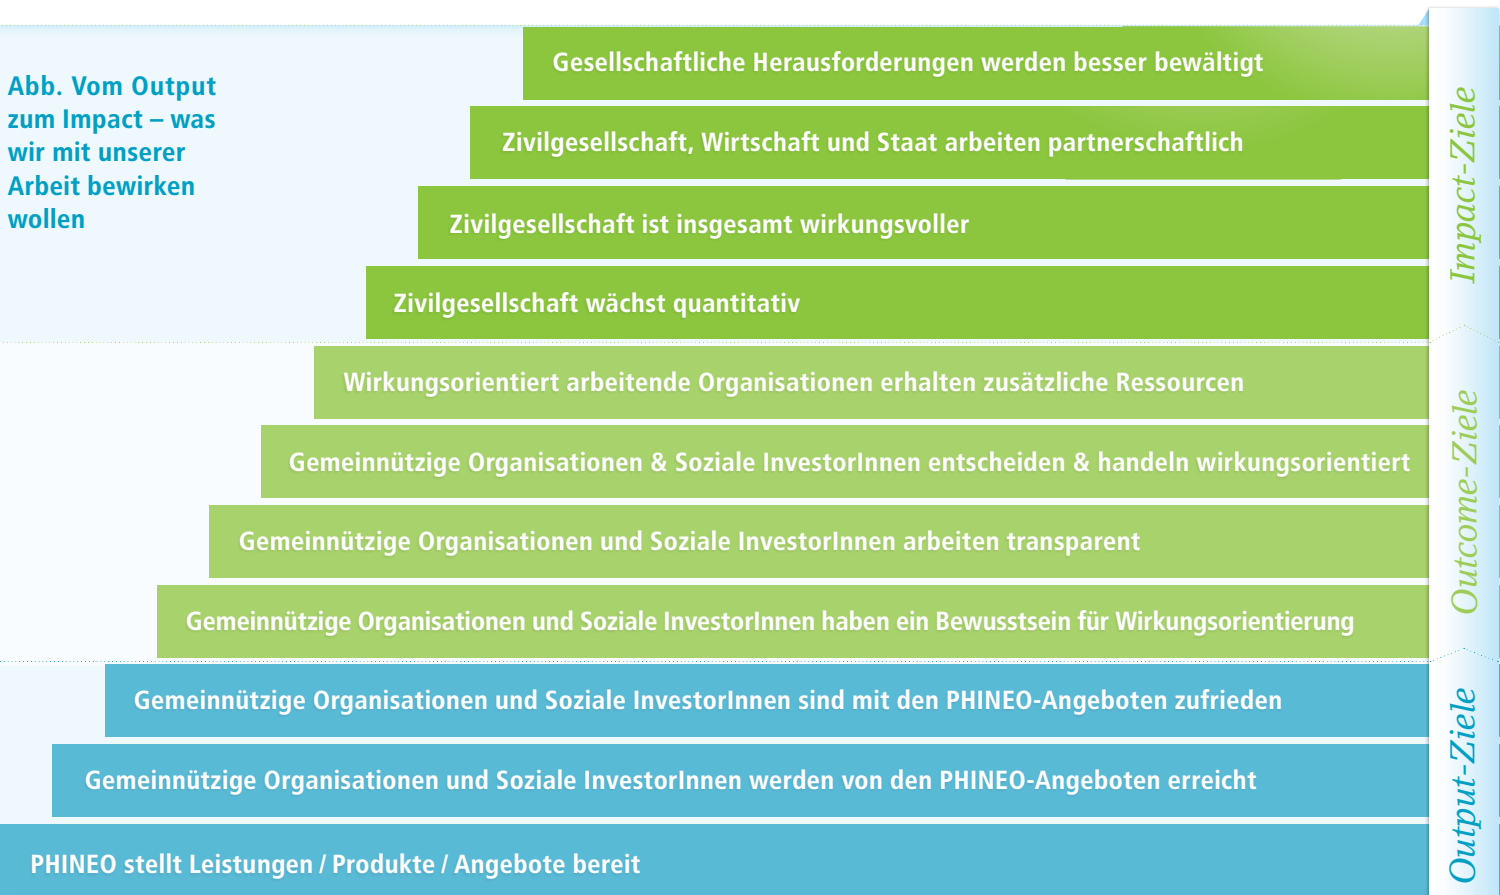 Abb. Vom Output
zum Impact – was
wir mit unserer
Arbeit bewirken
wollen
Gesellschaftliche Herausforderungen werden besser bewältigt
Zivilgesellschaft, Wirtschaft und Staat arbeiten partnerschaftlich
Zivilgesellschaft ist insgesamt wirkungsvoller
Zivilgesellschaft wächst quantitativ
Impact-Ziele
Wirkungsorientiert arbeitende Organisationen erhalten zusätzliche Ressourcen
Gemeinnützige Organisationen & Soziale InvestorInnen entscheiden & handeln wirkungsorientiert
Gemeinnützige Organisationen und Soziale InvestorInnen arbeiten transparent
Gemeinnützige Organisationen und Soziale InvestorInnen haben ein Bewusstsein für Wirkungsorientierung
Outcome-Ziele
Gemeinnützige Organisationen und Soziale InvestorInnen sind mit den PHINEO-Angeboten zufrieden
Gemeinnützige Organisationen und Soziale InvestorInnen werden von den PHINEO-Angeboten erreicht
PHINEO stellt Leistungen / Produkte / Angebote bereit
Output-Ziele